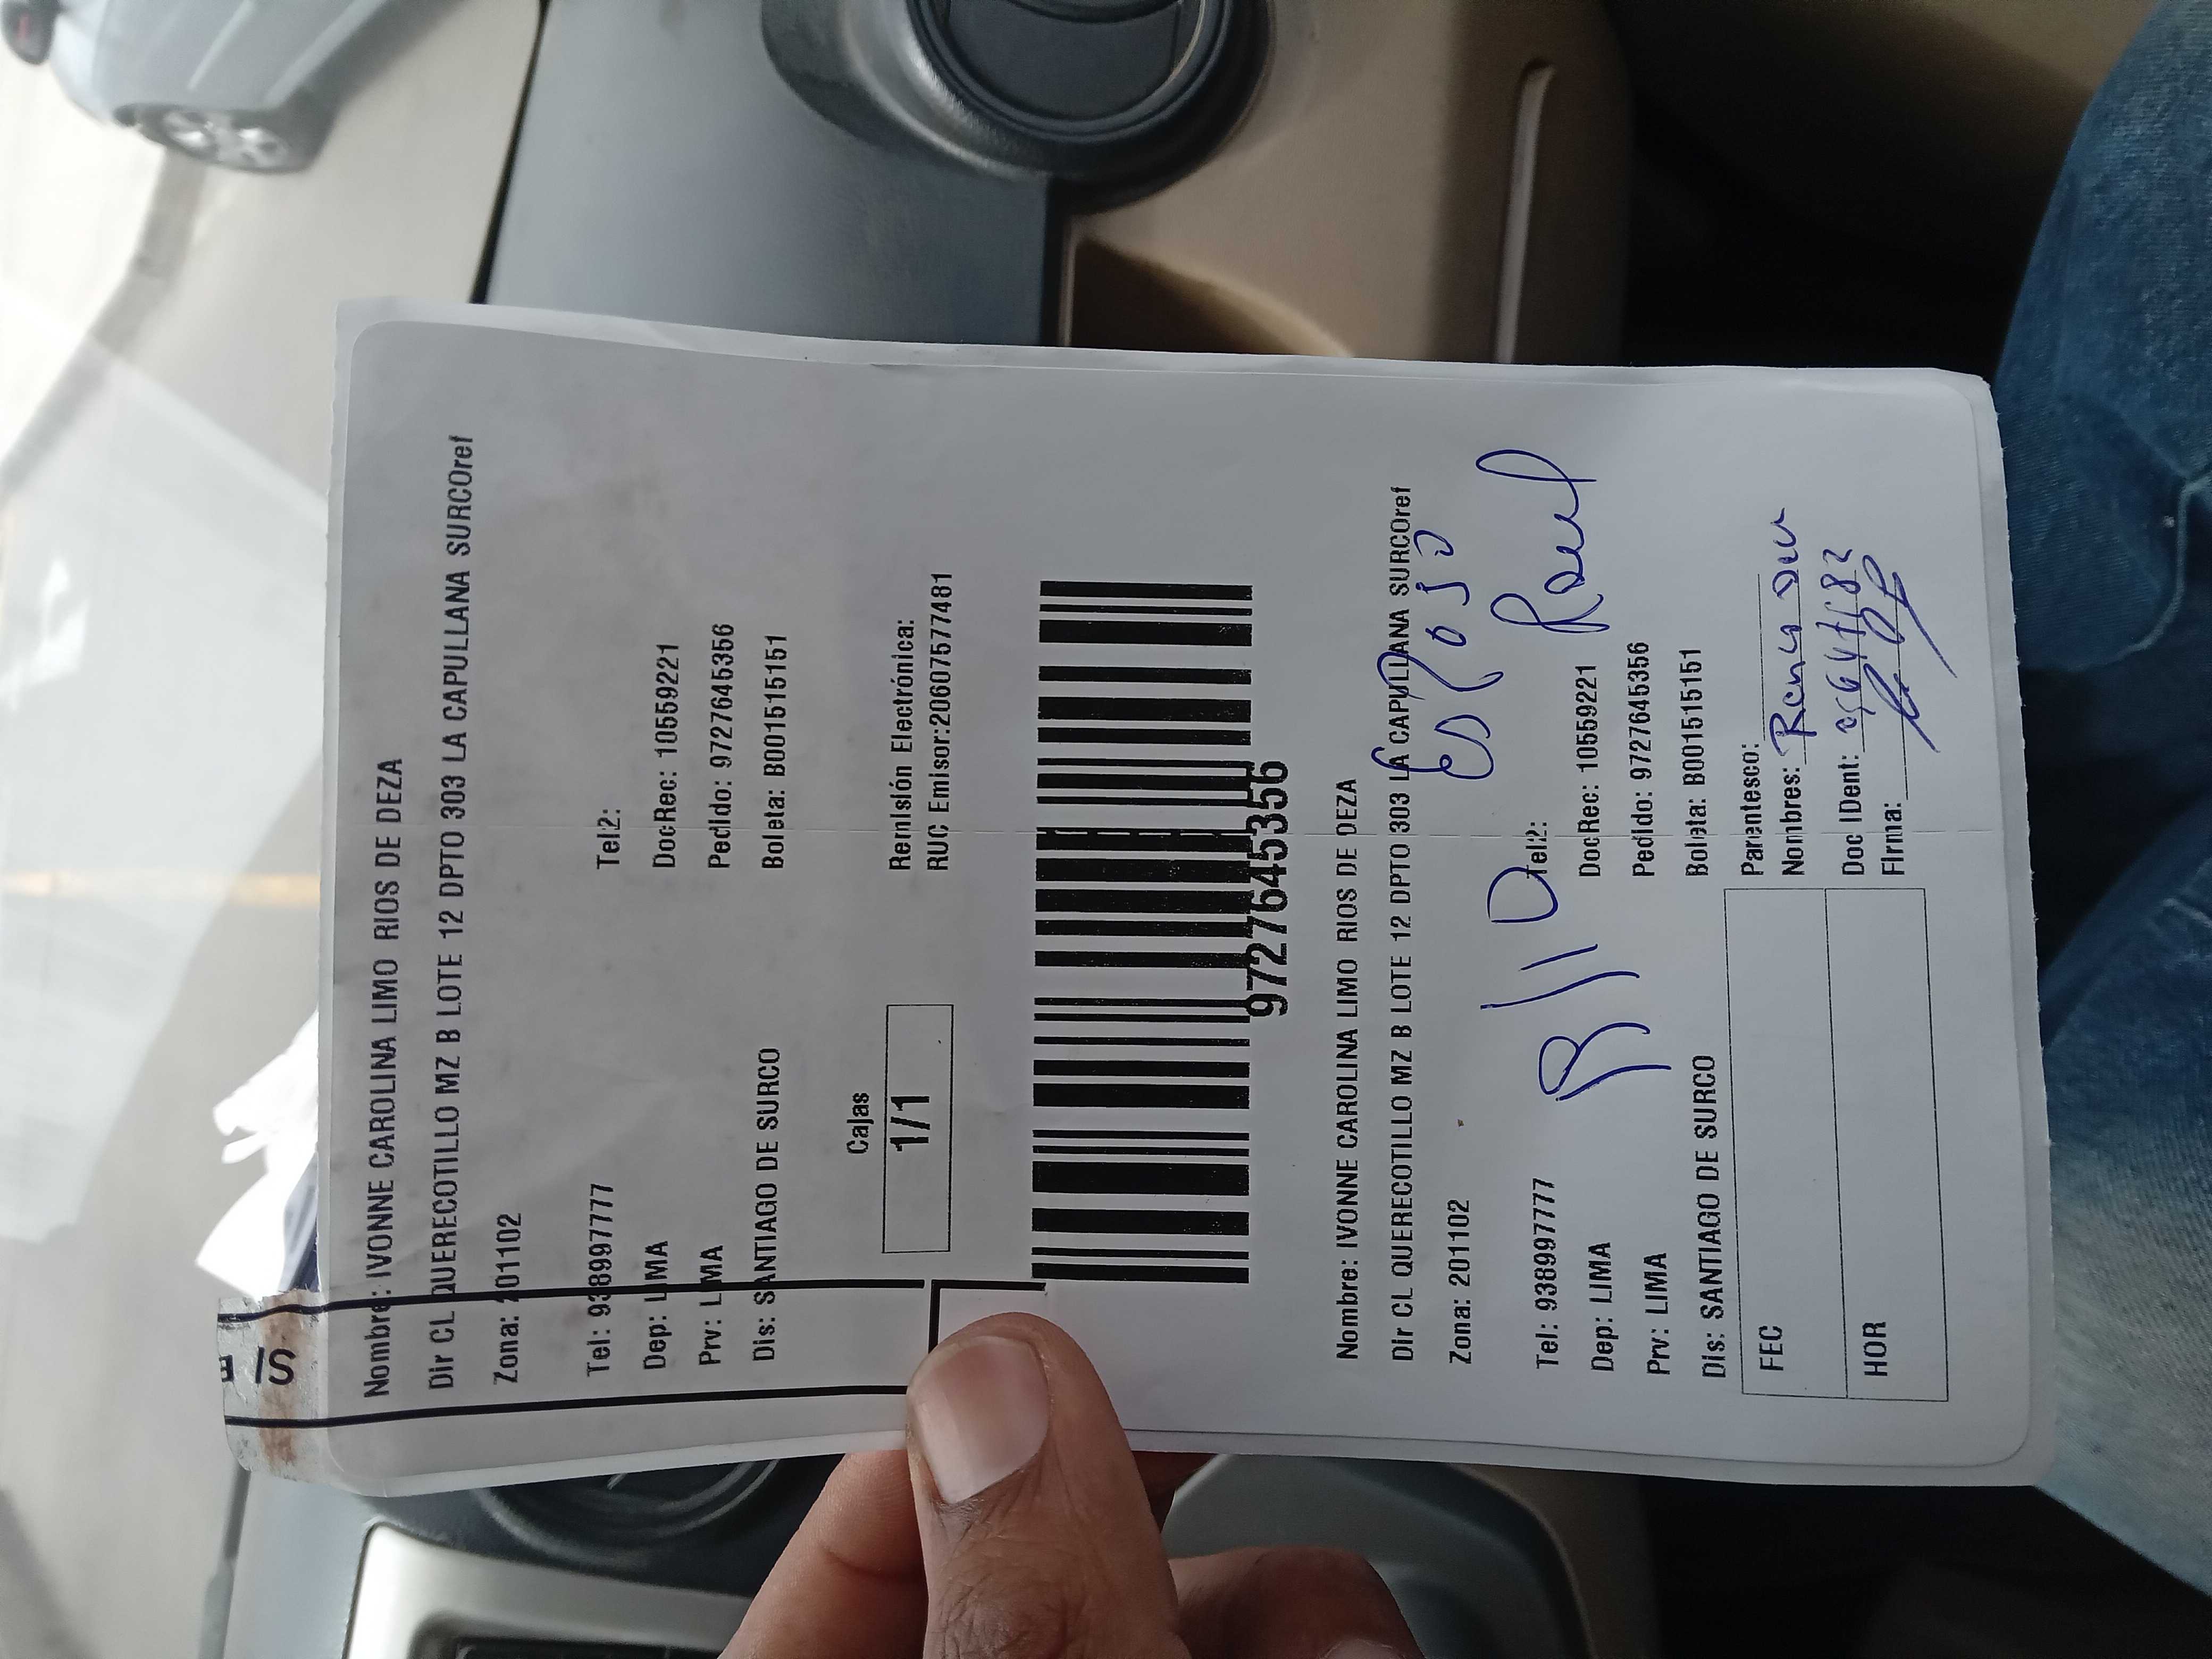 IS
Nombre: IVONNE CAROLINA LIMO RIOS DE DEZA
Dir CL QUERECOTILLO MZ B LOTE 12 DPTO 303 LA CAPULLANA SURCOref
Zona: 201102
Tel: 938997777 Tel2:
Dep: LIMA DocRec: 10559221
Prv: LIMA Pedido: 9727645356
Dis: SANTIAGO DE SURCO Boleta: B001515151
Cajas
1/1
Remisión Electrónica:
RUC Emisor:20607577481
9727645356
Nombre: IVONNE CAROLINA LIMO RIOS DE DEZA
Dir CL QUERECOTILLO MZ B LOTE 12 DPTO 303 LA CAPULLANA SURCOref
Esposo
Zona: 201102
Raul
B11D
Tel: 938997777 Tel2:
Dep: LIMA DocRec: 10559221
Prv: LIMA Pedido: 9727645356
Dis: SANTIAGO DE SURCO Boleta: B001515151
FEC
HOR
Parentesco:
Nombres:
Doc IDent:
Firma: